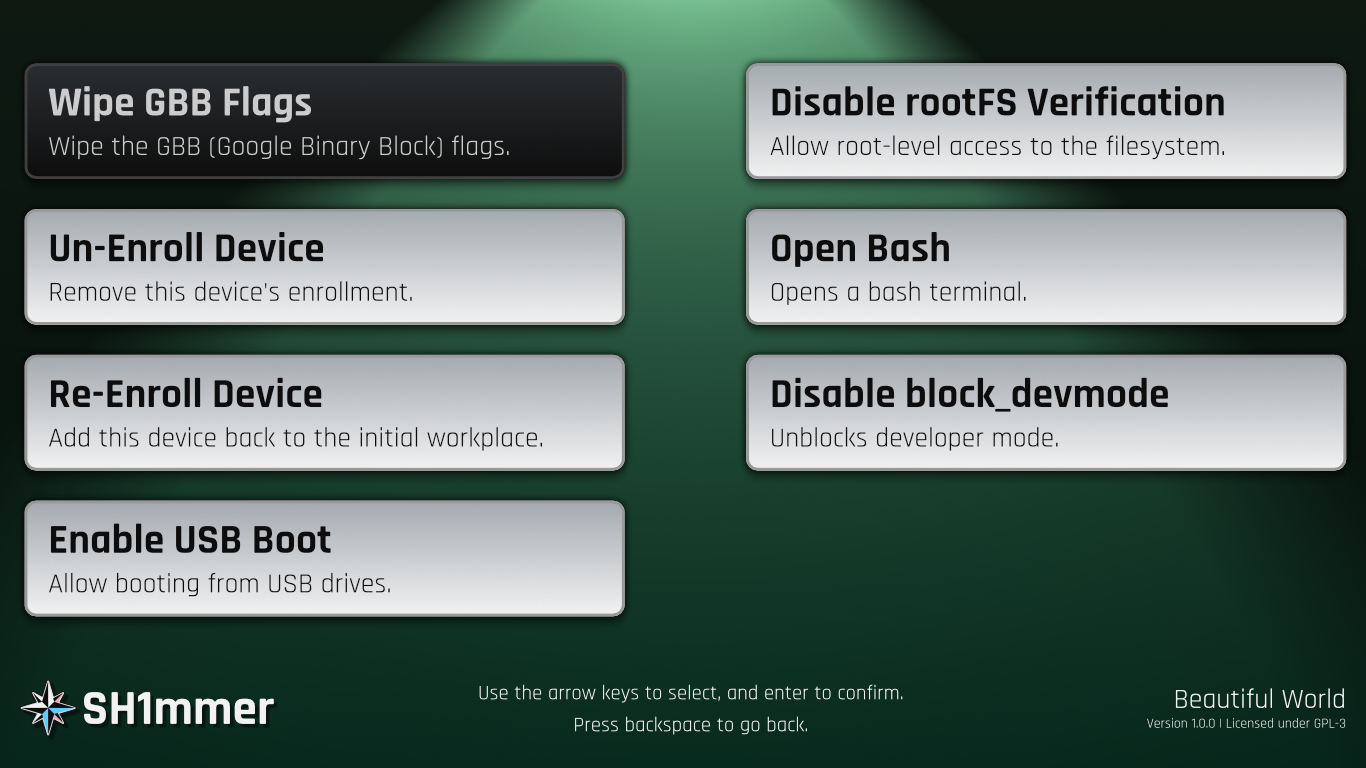 Wipe GBB Flags
Wipe the GBB (Google Binary Block) flags.
Un-Enroll Device
Remove this device's enrollment.
Re-Enroll Device
Add this device back to the initial workplace.
Enable USB Boot
Allow booting from USB drives.
Disable rootFS Verification
Allow root-level access to the filesystem.
Open Bash
Opens a bash terminal.
Disable block_devmode
Unblocks developer mode.
SH1mmer
Use the arrow keys to select, and enter to confirm.
Press backspace to go back.
Beautiful World
Version 1.0.0 | Licensed under GPL-3